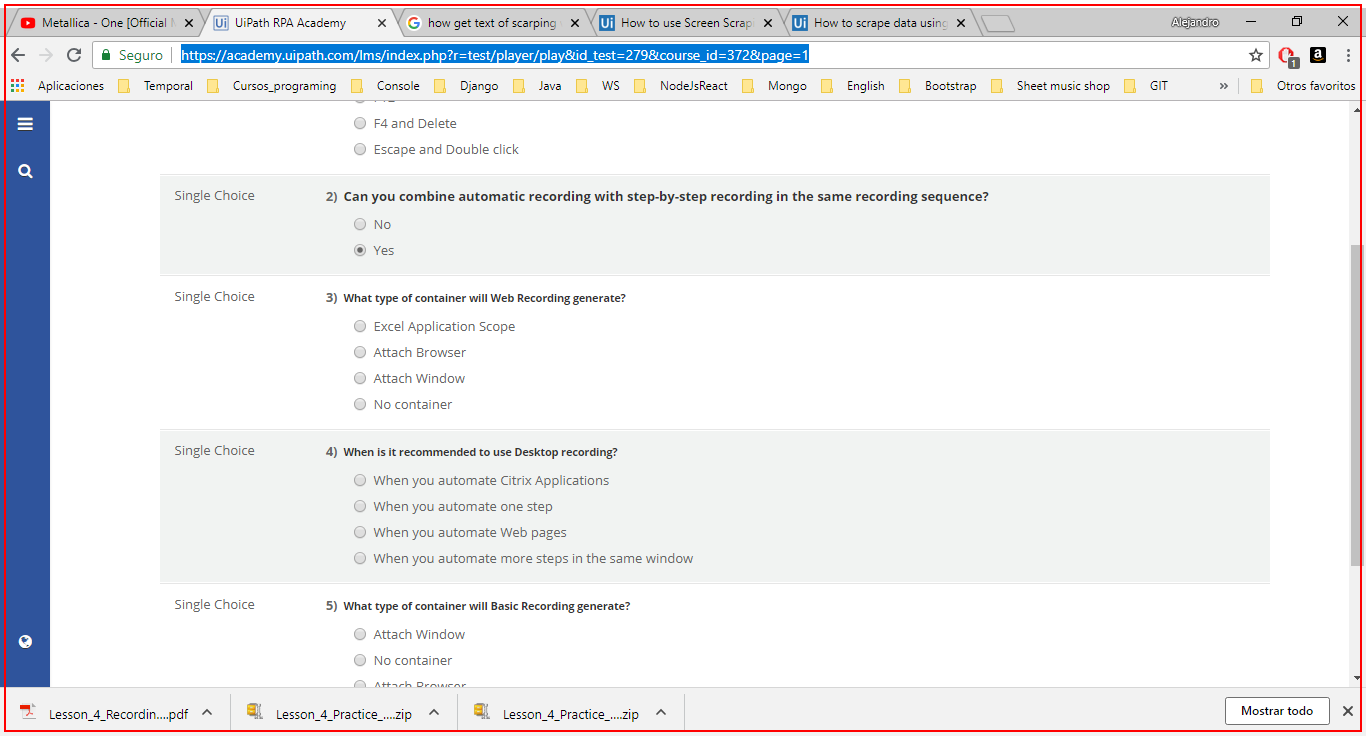 Metallica - One [Official M
UiPath RPA Academy
how get text of scarping
How to use Screen Scrap
How to scrape data using
Alejandro
Seguro
https://academy.uipath.com/lms/index.php?r=test/player/play&id_test=279&course_id=372&page=1
1
Aplicaciones
Temporal
Cursos_programing
Console
Django
Java
WS
NodeJsReact
Mongo
English
Bootstrap
Sheet music shop
GIT
»
Otros favoritos
F4 and Delete
Escape and Double click
Single Choice
2) Can you combine automatic recording with step-by-step recording in the same recording sequence?
No
Yes
Single Choice
3) What type of container will Web Recording generate?
Excel Application Scope
Attach Browser
Attach Window
No container
Single Choice
4) When is it recommended to use Desktop recording?
When you automate Citrix Applications
When you automate one step
When you automate Web pages
When you automate more steps in the same window
Single Choice
5) What type of container will Basic Recording generate?
Attach Window
No container
Attach Browser
Lesson_4_Recordin....pdf
Lesson_4_Practice_....zip
Lesson_4_Practice_....zip
Mostrar todo